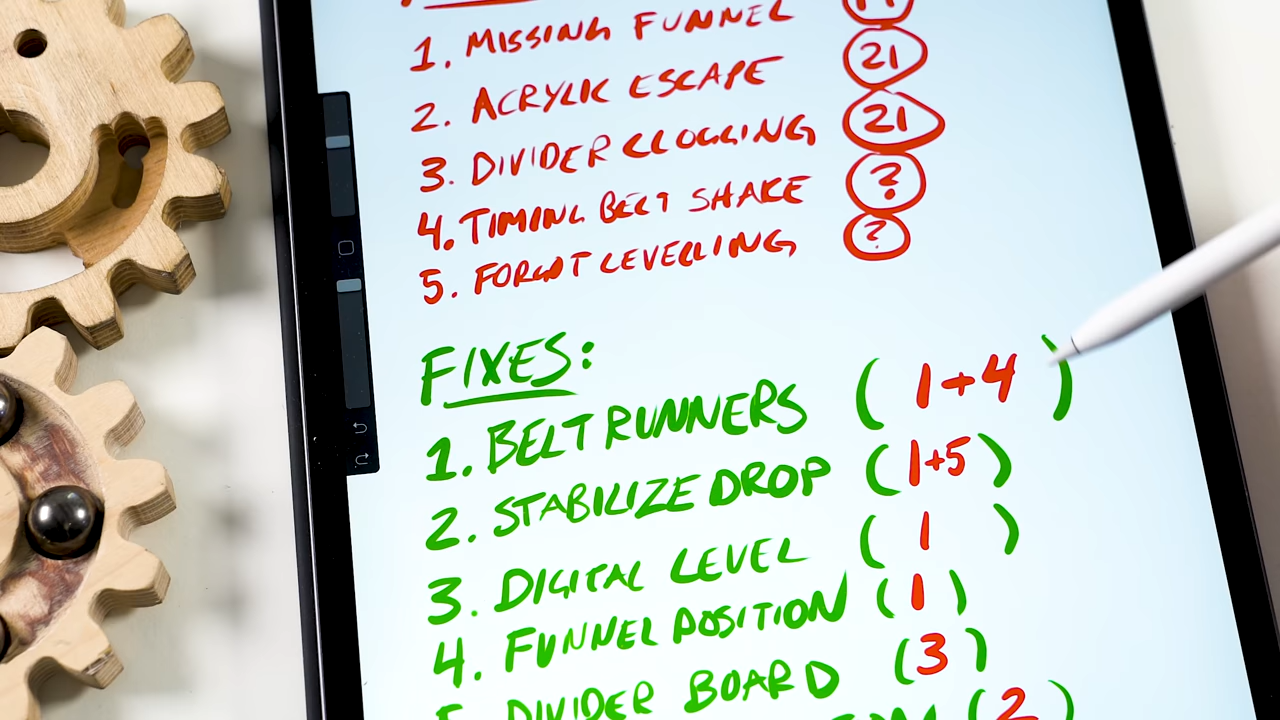 1. MISSING FUNNEL
2. ACRYLIC ESCAPE 21
3. DIVIDER CLOGGING 21
4. TIMING BELT SHAKE ?
5. FORGOT LEVELLING ?
FIXES:
1. BELT RUNNERS (1+4)
2. STABILIZE DROP (1+5)
3. DIGITAL LEVEL (1)
4. FUNNEL POSITION (1)
5. DIVIDER BOARD (3)
(2)